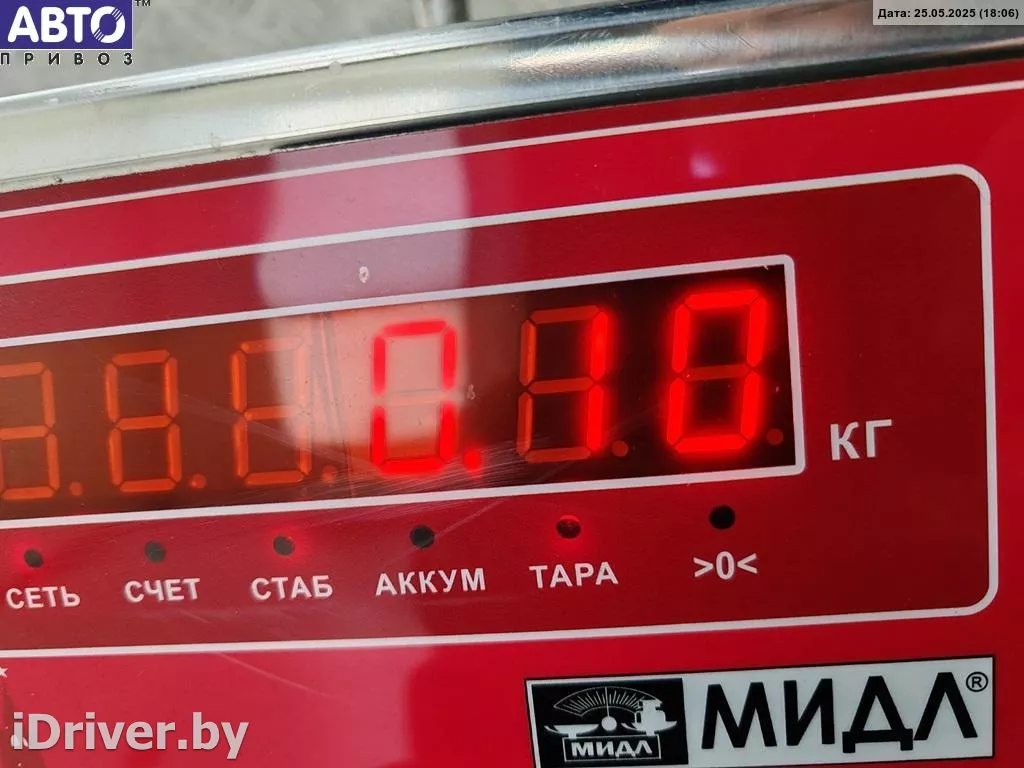 АВТО™
ПРИВОЗ
Дата: 25.05.2025 (18:06)
0.10
КГ
СЕТЬ СЧЕТ СТАБ АККУМ ТАРА >0<
МИДЛ
МИДЛ®
iDriver.by